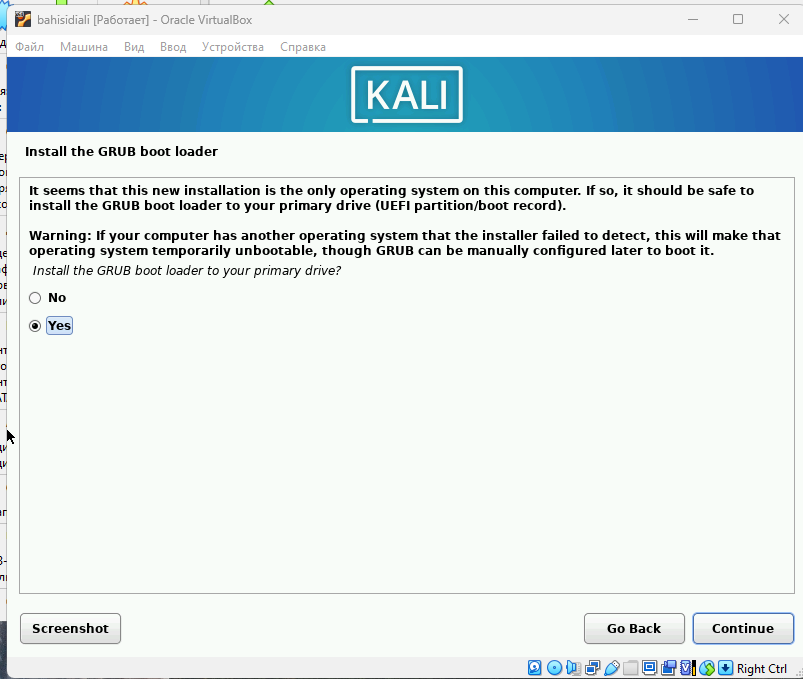 bahisidiali [Работает] - Oracle VirtualBox
Файл Машина Вид Ввод Устройства Справка
KALI
Install the GRUB boot loader
It seems that this new installation is the only operating system on this computer. If so, it should be safe to
install the GRUB boot loader to your primary drive (UEFI partition/boot record).
Warning: If your computer has another operating system that the installer failed to detect, this will make that
operating system temporarily unbootable, though GRUB can be manually configured later to boot it.
Install the GRUB boot loader to your primary drive?
No
Yes
Screenshot Go Back Continue
Right Ctrl